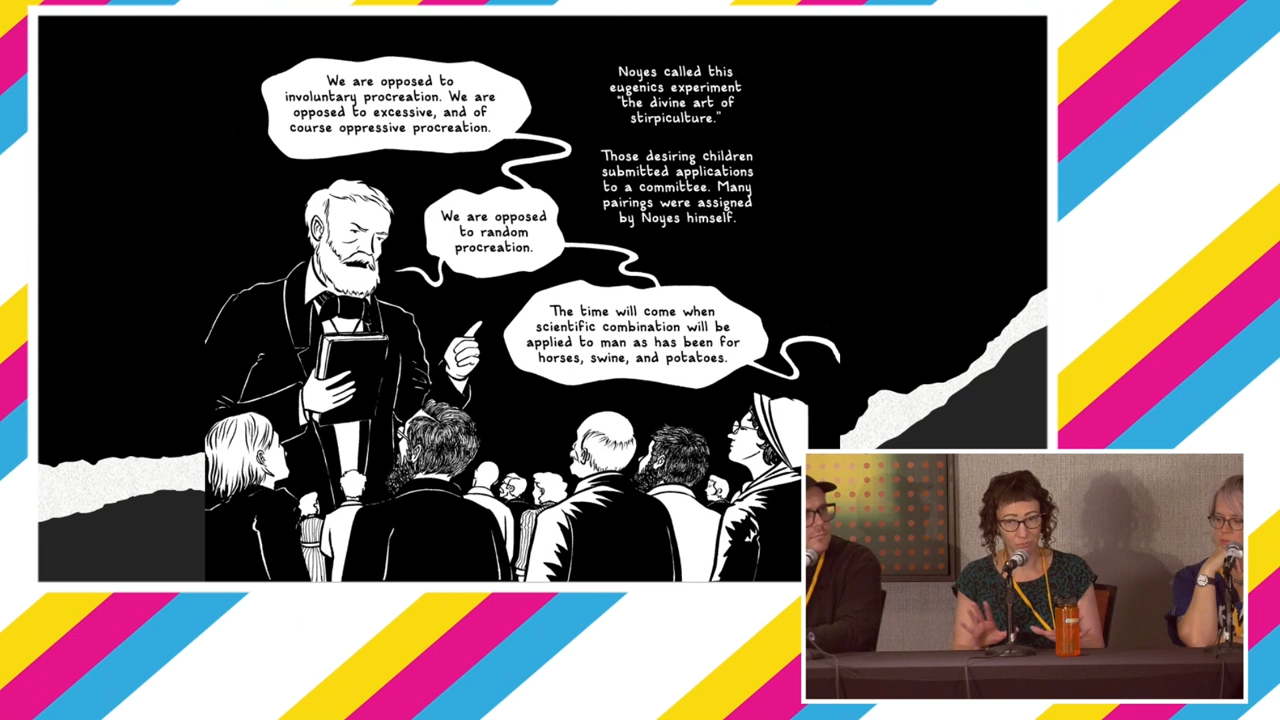 We are opposed to
involuntary procreation. We are
opposed to excessive, and of
course oppressive procreation.
Noyes called this
eugenics experiment
"the divine art of
stirpiculture."
Those desiring children
submitted applications
to a committee. Many
pairings were assigned
by Noyes himself.
We are opposed
to random
procreation.
The time will come when
scientific combination will be
applied to man as has been for
horses, swine, and potatoes.